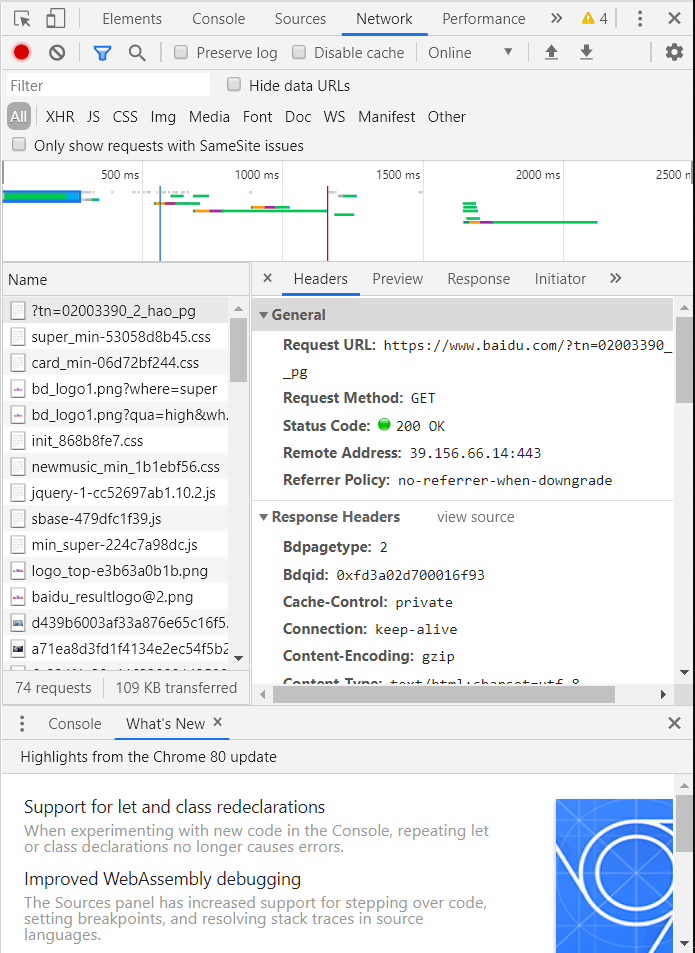 Elements Console Sources Network Performance » 4
Preserve log Disable cache Online
Filter Hide data URLs
All XHR JS CSS Img Media Font Doc WS Manifest Other
Only show requests with SameSite issues
500 ms 1000 ms 1500 ms 2000 ms 2500 m
Name
?tn=02003390_2_hao_pg
super_min-53058d8b45.css
card_min-06d72bf244.css
bd_logo1.png?where=super
bd_logo1.png?qua=high&wh.
init_868b8fe7.css
newmusic_min_1b1ebf56.css
jquery-1-cc52697ab1.10.2.js
sbase-479dfc1f39.js
min_super-224c7a98dc.js
logo_top-e3b63a0b1b.png
baidu_resultlogo@2.png
d439b6003af33a876e65c16f5.
a71ea8d3fd1f4134e2ec54f5b2
74 requests 109 KB transferred
× Headers Preview Response Initiator »
General
Request URL: https://www.baidu.com/?tn=02003390_
_pg
Request Method: GET
Status Code: 200 OK
Remote Address: 39.156.66.14:443
Referrer Policy: no-referrer-when-downgrade
Response Headers view source
Bdpagetype: 2
Bdqid: 0xfd3a02d700016f93
Cache-Control: private
Connection: keep-alive
Content-Encoding: gzip
Content-Type: text/html;charset=utf-8
Console What's New ×
Highlights from the Chrome 80 update
Support for let and class redeclarations
When experimenting with new code in the Console, repeating let
or class declarations no longer causes errors.
Improved WebAssembly debugging
The Sources panel has increased support for stepping over code,
setting breakpoints, and resolving stack traces in source
languages.